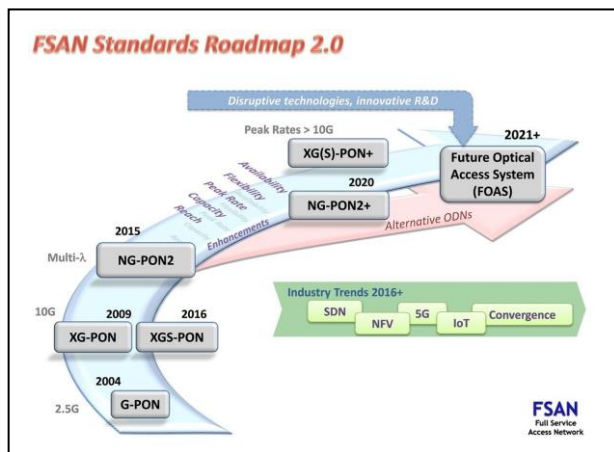 FSAN Standards Roadmap 2.0
Disruptive technologies, innovative R&D
Peak Rates > 10G
2021+
XG(S)-PON+
Future Optical
Access System
(FOAS)
Availability
Flexibility
Peak Rate
Capacity
Reach
Enhancements
2020
NG-PON2+
Alternative ODNs
2015
Multi-λ
NG-PON2
Industry Trends 2016+
SDN
NFV
5G
IoT
Convergence
10G
2009
2016
XG-PON
XGS-PON
2004
2.5G
G-PON
FSAN
Full Service
Access Network